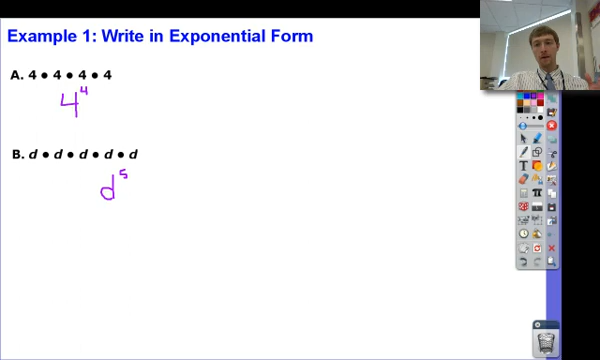 Example 1: Write in Exponential Form
A. 4 • 4 • 4 • 4
4⁴
B. d • d • d • d • d
d⁵